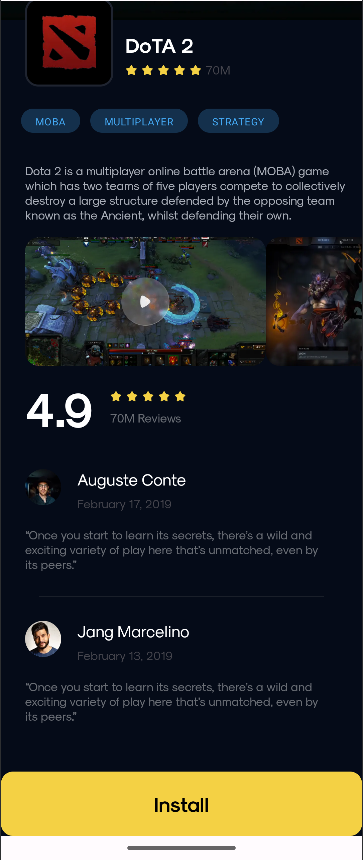 DoTA 2
70M
MOBA
MULTIPLAYER
STRATEGY
Dota 2 is a multiplayer online battle arena (MOBA) game
which has two teams of five players compete to collectively
destroy a large structure defended by the opposing team
known as the Ancient, whilst defending their own.
4.9
70M Reviews
Auguste Conte
February 17, 2019
“Once you start to learn its secrets, there’s a wild and
exciting variety of play here that’s unmatched, even by
its peers.”
Jang Marcelino
February 13, 2019
“Once you start to learn its secrets, there’s a wild and
exciting variety of play here that’s unmatched, even by
its peers.”
Install